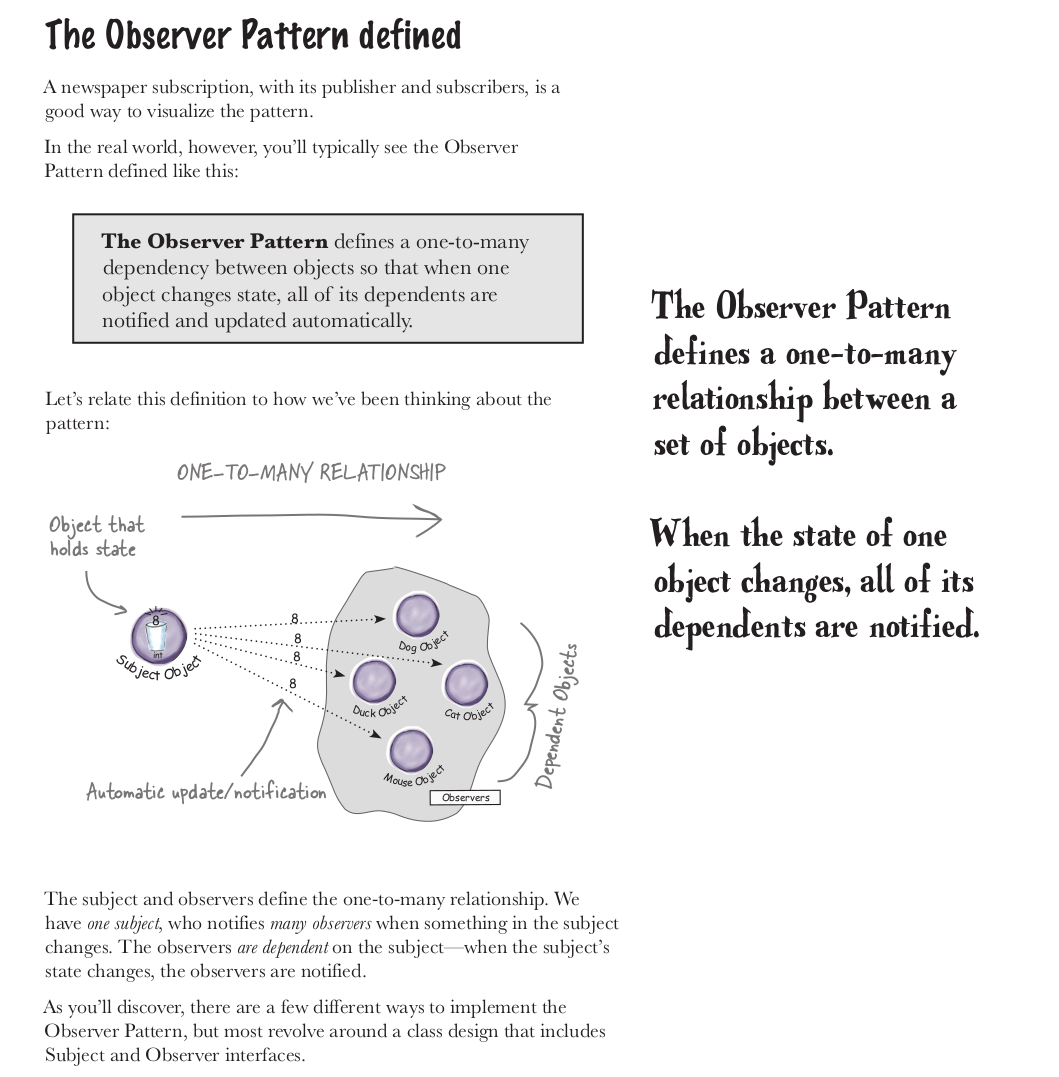 The Observer Pattern defined
A newspaper subscription, with its publisher and subscribers, is a
good way to visualize the pattern.
In the real world, however, you’ll typically see the Observer
Pattern defined like this:
The Observer Pattern defines a one-to-many
dependency between objects so that when one
object changes state, all of its dependents are
notified and updated automatically.
The Observer Pattern
defines a one-to-many
relationship between a
set of objects.
When the state of one
object changes, all of its
dependents are notified.
Let’s relate this definition to how we’ve been thinking about the
pattern:
ONE-TO-MANY RELATIONSHIP
Object that
holds state
8
int
Subject Object
8
8
8
8
Dog Object
Duck Object
Cat Object
Mouse Object
Observers
Dependent Objects
Automatic update/notification
The subject and observers define the one-to-many relationship. We
have one subject, who notifies many observers when something in the subject
changes. The observers are dependent on the subject—when the subject’s
state changes, the observers are notified.
As you’ll discover, there are a few different ways to implement the
Observer Pattern, but most revolve around a class design that includes
Subject and Observer interfaces.